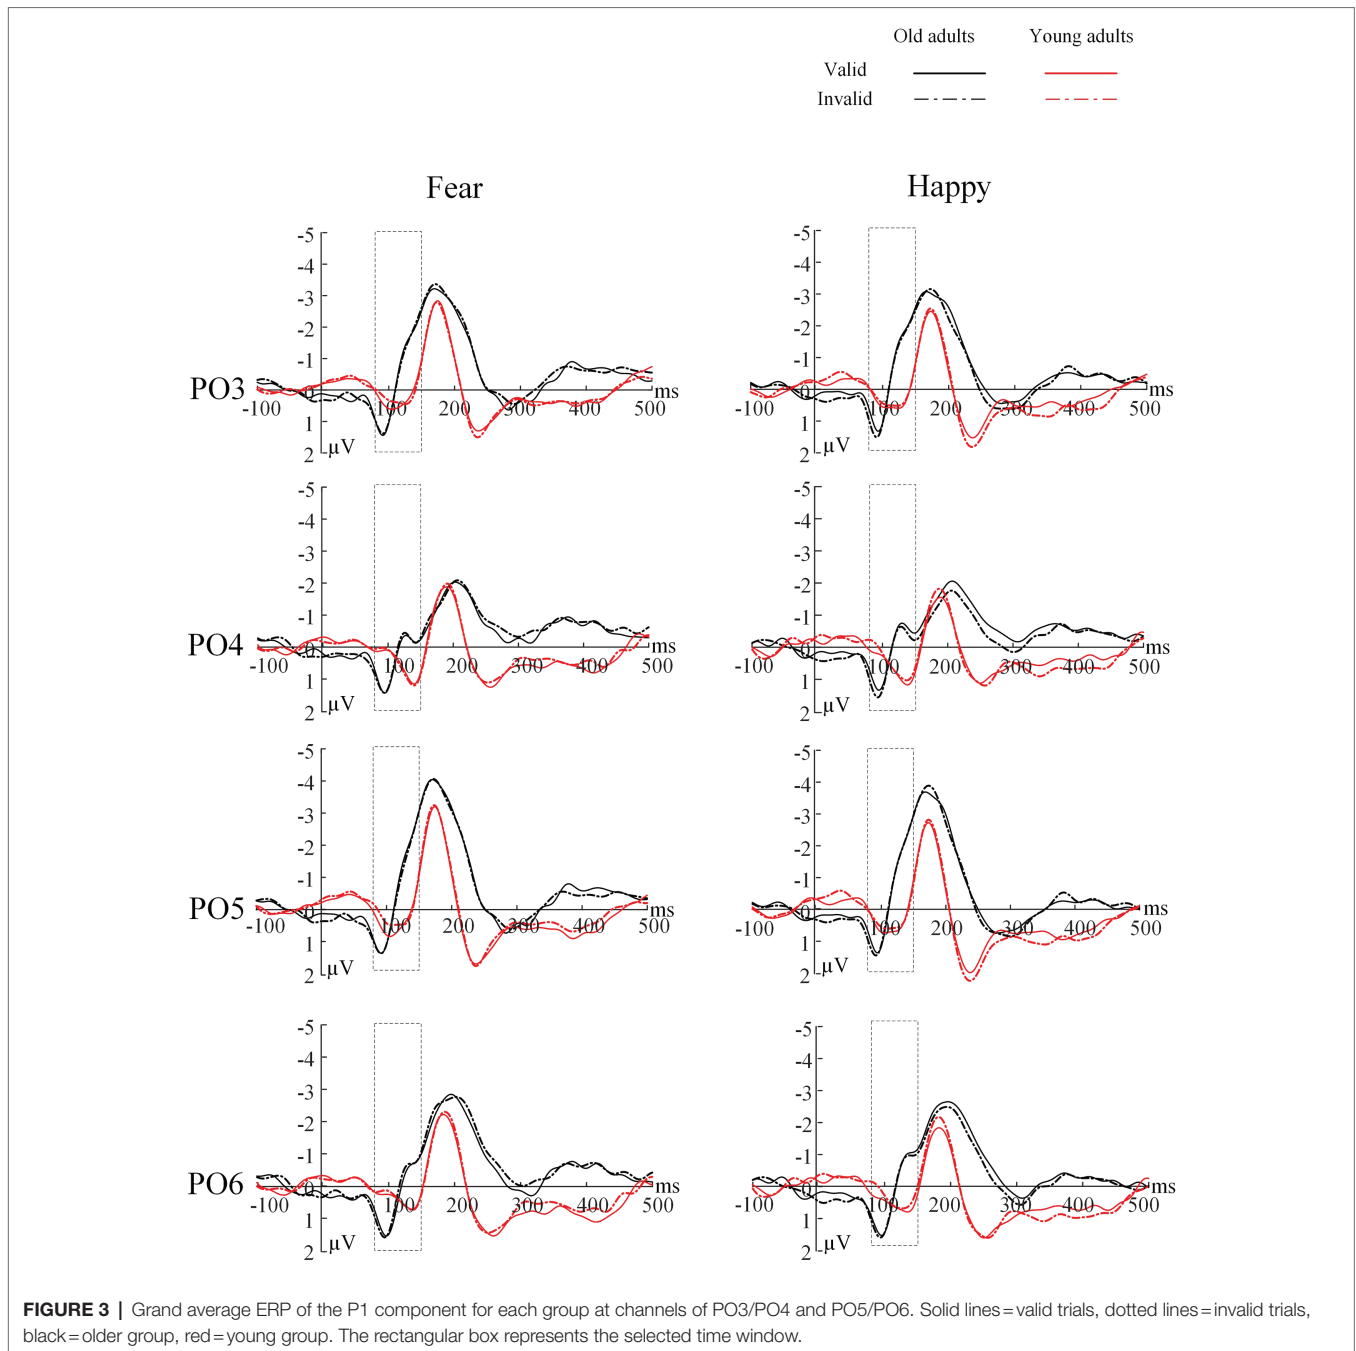 Old adults Young adults
Valid
Invalid
Fear Happy
PO3
-5
-4
-3
-2
-1
0
1
2
µV
-100 100 200 300 400 500
ms
-5
-4
-3
-2
-1
0
1
2
µV
-100 100 200 300 400 500
ms
PO4
-5
-4
-3
-2
-1
0
1
2
µV
-100 100 200 300 400 500
ms
-5
-4
-3
-2
-1
0
1
2
µV
-100 100 200 300 400 500
ms
PO5
-5
-4
-3
-2
-1
0
1
2
µV
-100 100 200 300 400 500
ms
-5
-4
-3
-2
-1
0
1
2
µV
-100 100 200 300 400 500
ms
PO6
-5
-4
-3
-2
-1
0
1
2
µV
-100 100 200 300 400 500
ms
-5
-4
-3
-2
-1
0
1
2
µV
-100 100 200 300 400 500
ms
FIGURE 3 | Grand average ERP of the P1 component for each group at channels of PO3/PO4 and PO5/PO6. Solid lines = valid trials, dotted lines = invalid trials,
black = older group, red = young group. The rectangular box represents the selected time window.